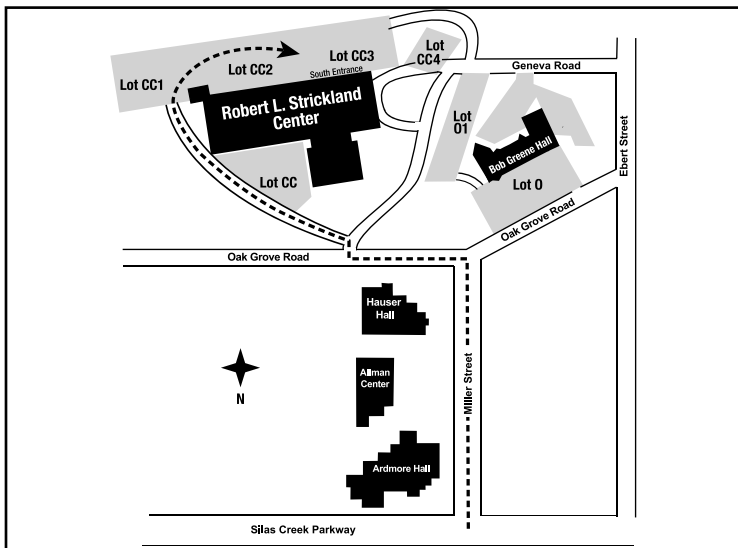 Lot CC1
Lot CC2
Lot CC3
Lot
CC4
South Entrance
Geneva Road
Robert L. Strickland
Center
Lot
O1
Bob Greene Hall
Ebert Street
Lot CC
Lot O
Oak Grove Road
Oak Grove Road
Hauser
Hall
Allman
Center
N
Miller Street
Ardmore Hall
Silas Creek Parkway